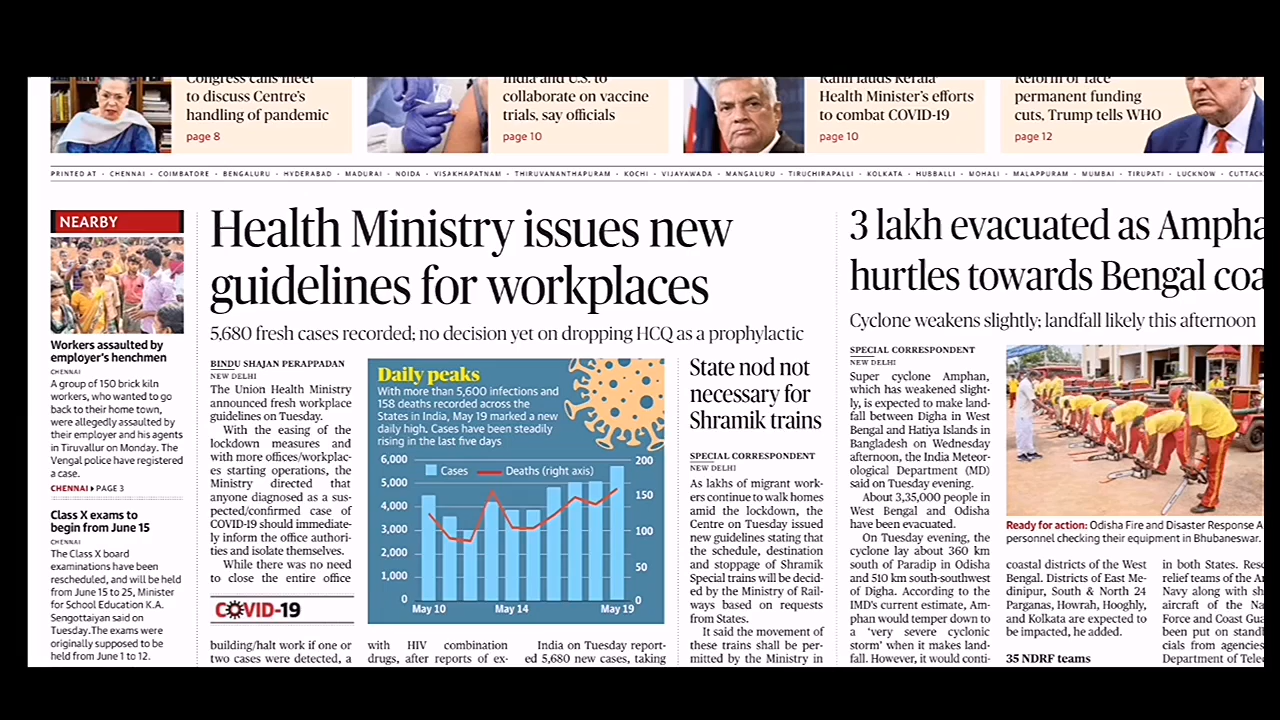 Congress calls meet
to discuss Centre's
handling of pandemic
page 8
India and U.S. to
collaborate on vaccine
trials, say officials
page 10
Ranil lauds Kerala
Health Minister's efforts
to combat COVID-19
page 10
Reform or face
permanent funding
cuts, Trump tells WHO
page 12
PRINTED AT • CHENNAI • COIMBATORE • BENGALURU • HYDERABAD • MADURAI • NOIDA • VISAKHAPATNAM • THIRUVANANTHAPURAM • KOCHI • VIJAYAWADA • MANGALURU • TIRUCHIRAPALLI • KOLKATA • HUBBALLI • MOHALI • MALAPPURAM • MUMBAI • TIRUPATI • LUCKNOW • CUTTACK
NEARBY
Workers assaulted by
employer's henchmen
CHENNAI
A group of 150 brick kiln
workers, who wanted to go
back to their home town,
were allegedly assaulted by
their employer and his agents
in Tiruvallur on Monday. The
Vengal police have registered
a case.
CHENNAI ▸ PAGE 3
Class X exams to
begin from June 15
CHENNAI
The Class X board
examinations have been
rescheduled, and will be held
from June 15 to 25, Minister
for School Education K.A.
Sengottaiyan said on
Tuesday.The exams were
originally supposed to be
held from June 1 to 12.
Health Ministry issues new
guidelines for workplaces
5,680 fresh cases recorded; no decision yet on dropping HCQ as a prophylactic
BINDU SHAJAN PERAPPADAN
NEW DELHI
The Union Health Ministry
announced fresh workplace
guidelines on Tuesday.
With the easing of the
lockdown measures and
with more offices/workplac-
es starting operations, the
Ministry directed that
anyone diagnosed as a sus-
pected/confirmed case of
COVID-19 should immediate-
ly inform the office authori-
ties and isolate themselves.
While there was no need
to close the entire office
COVID-19
building/halt work if one or
two cases were detected, a
Daily peaks
With more than 5,600 infections and
158 deaths recorded across the
States in India, May 19 marked a new
daily high. Cases have been steadily
rising in the last five days
Cases
Deaths (right axis)
6,000
5,000
4,000
3,000
2,000
1,000
0
200
150
100
50
0
May 10
May 14
May 19
with HIV combination
drugs, after reports of ex-
India on Tuesday report-
ed 5,680 new cases, taking
State nod not
necessary for
Shramik trains
SPECIAL CORRESPONDENT
NEW DELHI
As lakhs of migrant work-
ers continue to walk homes
amid the lockdown, the
Centre on Tuesday issued
new guidelines stating that
the schedule, destination
and stoppage of Shramik
Special trains will be decid-
ed by the Ministry of Rail-
ways based on requests
from States.
It said the movement of
these trains shall be per-
mitted by the Ministry in
3 lakh evacuated as Ampha
hurtles towards Bengal coa
Cyclone weakens slightly; landfall likely this afternoon
SPECIAL CORRESPONDENT
NEW DELHI
Super cyclone Amphan,
which has weakened slight-
ly, is expected to make land-
fall between Digha in West
Bengal and Hatiya Islands in
Bangladesh on Wednesday
afternoon, the India Meteor-
ological Department (MD)
said on Tuesday evening.
About 3,35,000 people in
West Bengal and Odisha
have been evacuated.
On Tuesday evening, the
cyclone lay about 360 km
south of Paradip in Odisha
and 510 km south-southwest
of Digha. According to the
IMD's current estimate, Am-
phan would temper down to
a 'very severe cyclonic
storm' when it makes land-
fall. However, it would conti-
Ready for action: Odisha Fire and Disaster Response A
personnel checking their equipment in Bhubaneswar.
coastal districts of the West
Bengal. Districts of East Me-
dinipur, South & North 24
Parganas, Howrah, Hooghly,
and Kolkata are expected to
be impacted, he added.
35 NDRF teams
in both States. Resc
relief teams of the Ar
Navy along with sh
aircraft of the Na
Force and Coast Gua
been put on standb
cials from agencies
Department of Telec